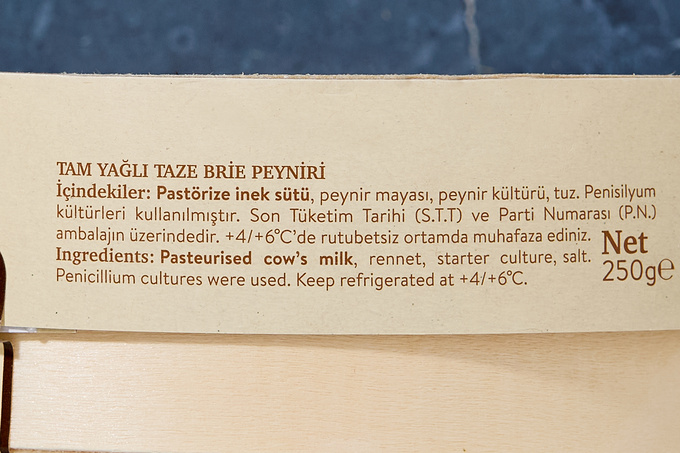 TAM YAĞLI TAZE BRİE PEYNİRİ
İçindekiler: Pastörize inek sütü, peynir mayası, peynir kültürü, tuz. Penisilyum
kültürleri kullanılmıştır. Son Tüketim Tarihi (S.T.T) ve Parti Numarası (P.N.)
ambalajın üzerindedir. +4/+6°C'de rutubetsiz ortamda muhafaza ediniz.
Ingredients: Pasteurised cow's milk, rennet, starter culture, salt.
Penicillium cultures were used. Keep refrigerated at +4/+6°C.
Net
250g℮